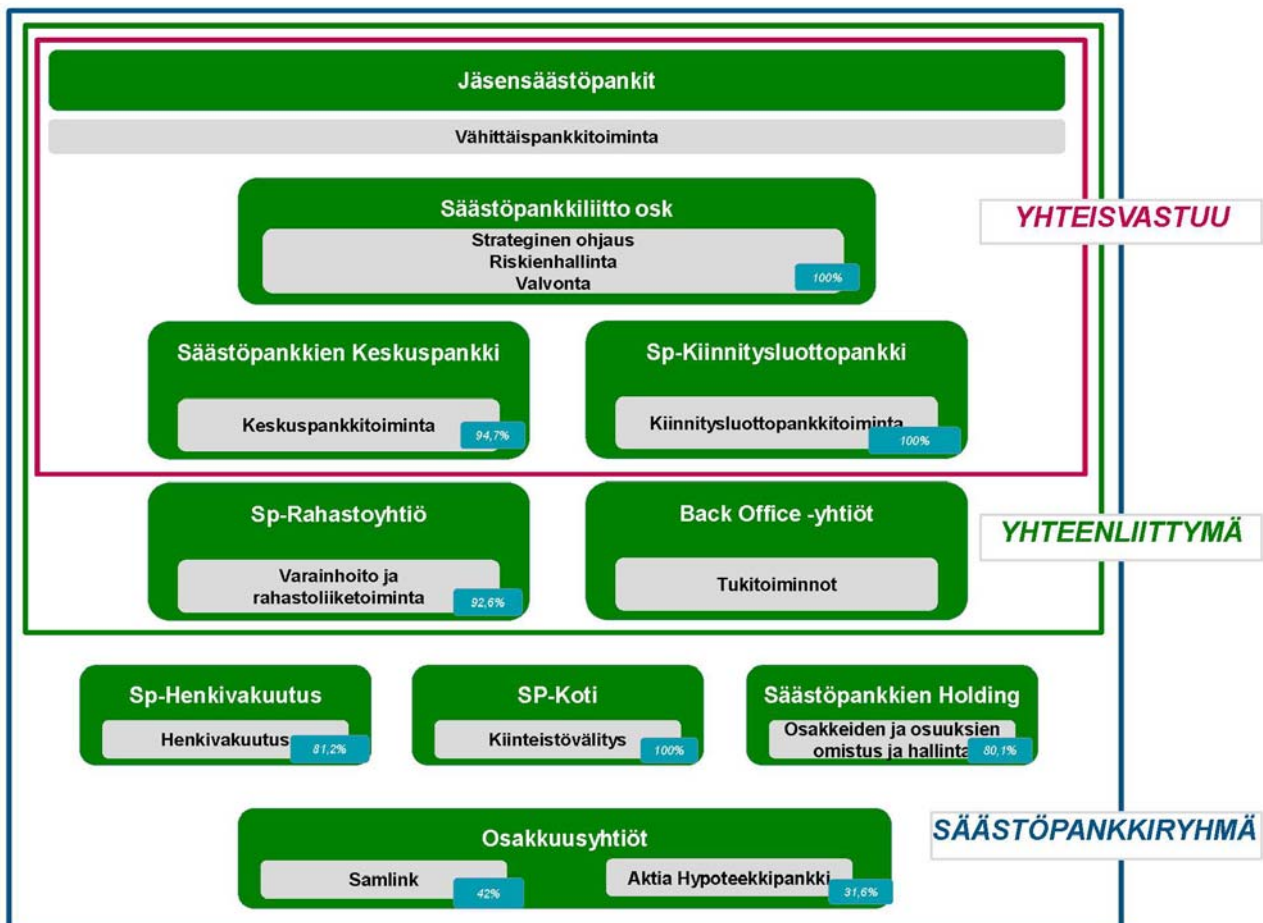 Jäsensäästöpankit
Vähittäispankkitoiminta
Säästöpankkiliitto osk
Strateginen ohjaus
Riskienhallinta
Valvonta
100%
YHTEISVASTUU
Säästöpankkien Keskuspankki
Keskuspankkitoiminta
94,7%
Sp-Kiinnitysluottopankki
Kiinnitysluottopankkitoiminta
100%
Sp-Rahastoyhtiö
Varainhoito ja
rahastoliiketoiminta
92,6%
Back Office -yhtiöt
Tukitoiminnot
YHTEENLIITTYMÄ
Sp-Henkivakuutus
Henkivakuutus
81,2%
SP-Koti
Kiinteistövälitys
100%
Säästöpankkien Holding
Osakkeiden ja osuuksien
omistus ja hallinta
80,1%
Osakkuusyhtiöt
Samlink
42%
Aktia Hypoteekkipankki
31,6%
SÄÄSTÖPANKKIRYHMÄ